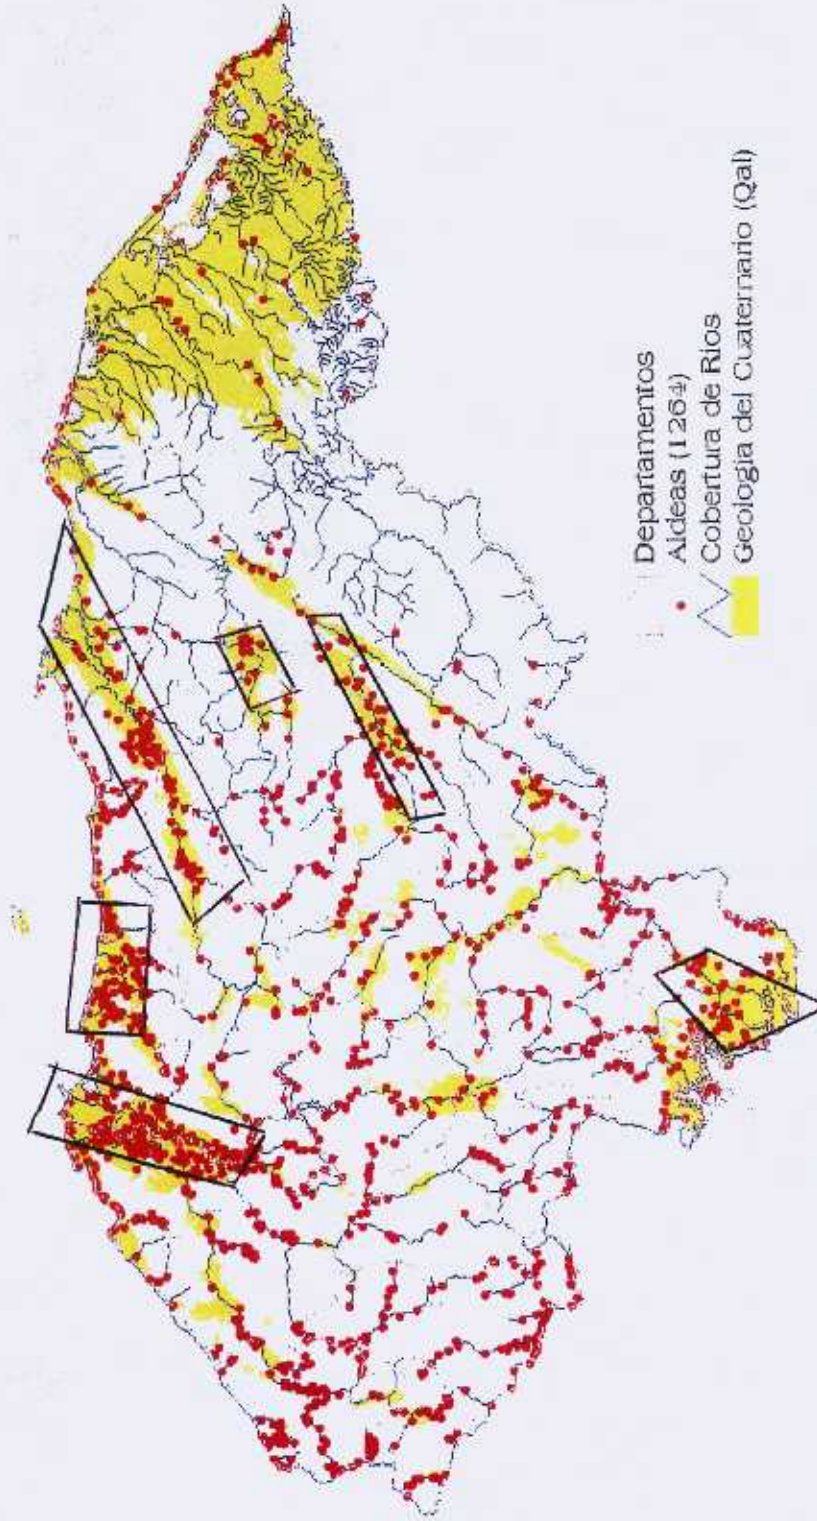 Departamentos
Aldeas (1264)
Cobertura de Rios
Geologia del Cuaternario (Qal)